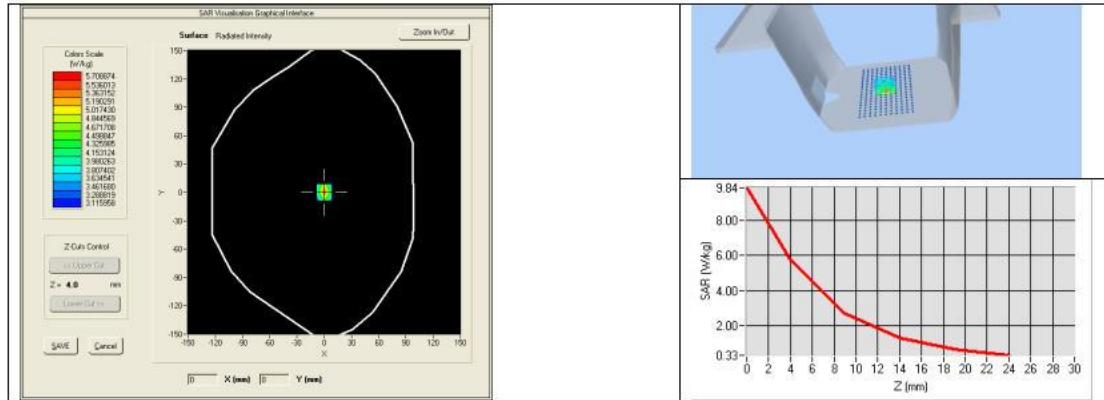 SAR Visualisation Graphical Interface
Surface Radiated Intensity
Zoom In/Out
Colors Scale
(W/kg)
5.708874
5.536013
5.363152
5.190291
5.017430
4.844569
4.671708
4.498847
4.325985
4.153124
3.980263
3.807402
3.634541
3.461680
3.288819
3.115958
Z-Cuts Control
<< Upper Cut
Z = 4.0 mm
Lower Cut >>
SAVE Cancel
150
120
90
60
30
0
-30
-60
-90
-120
-150
Y
-150 -120 -90 -60 -30 0 30 60 90 120 150
X
0 X (mm) 0 Y (mm)
9.84
8.00
6.00
4.00
2.00
0.33
SAR (W/kg)
0 2 4 6 8 10 12 14 16 18 20 22 24 26 28 30
Z (mm)